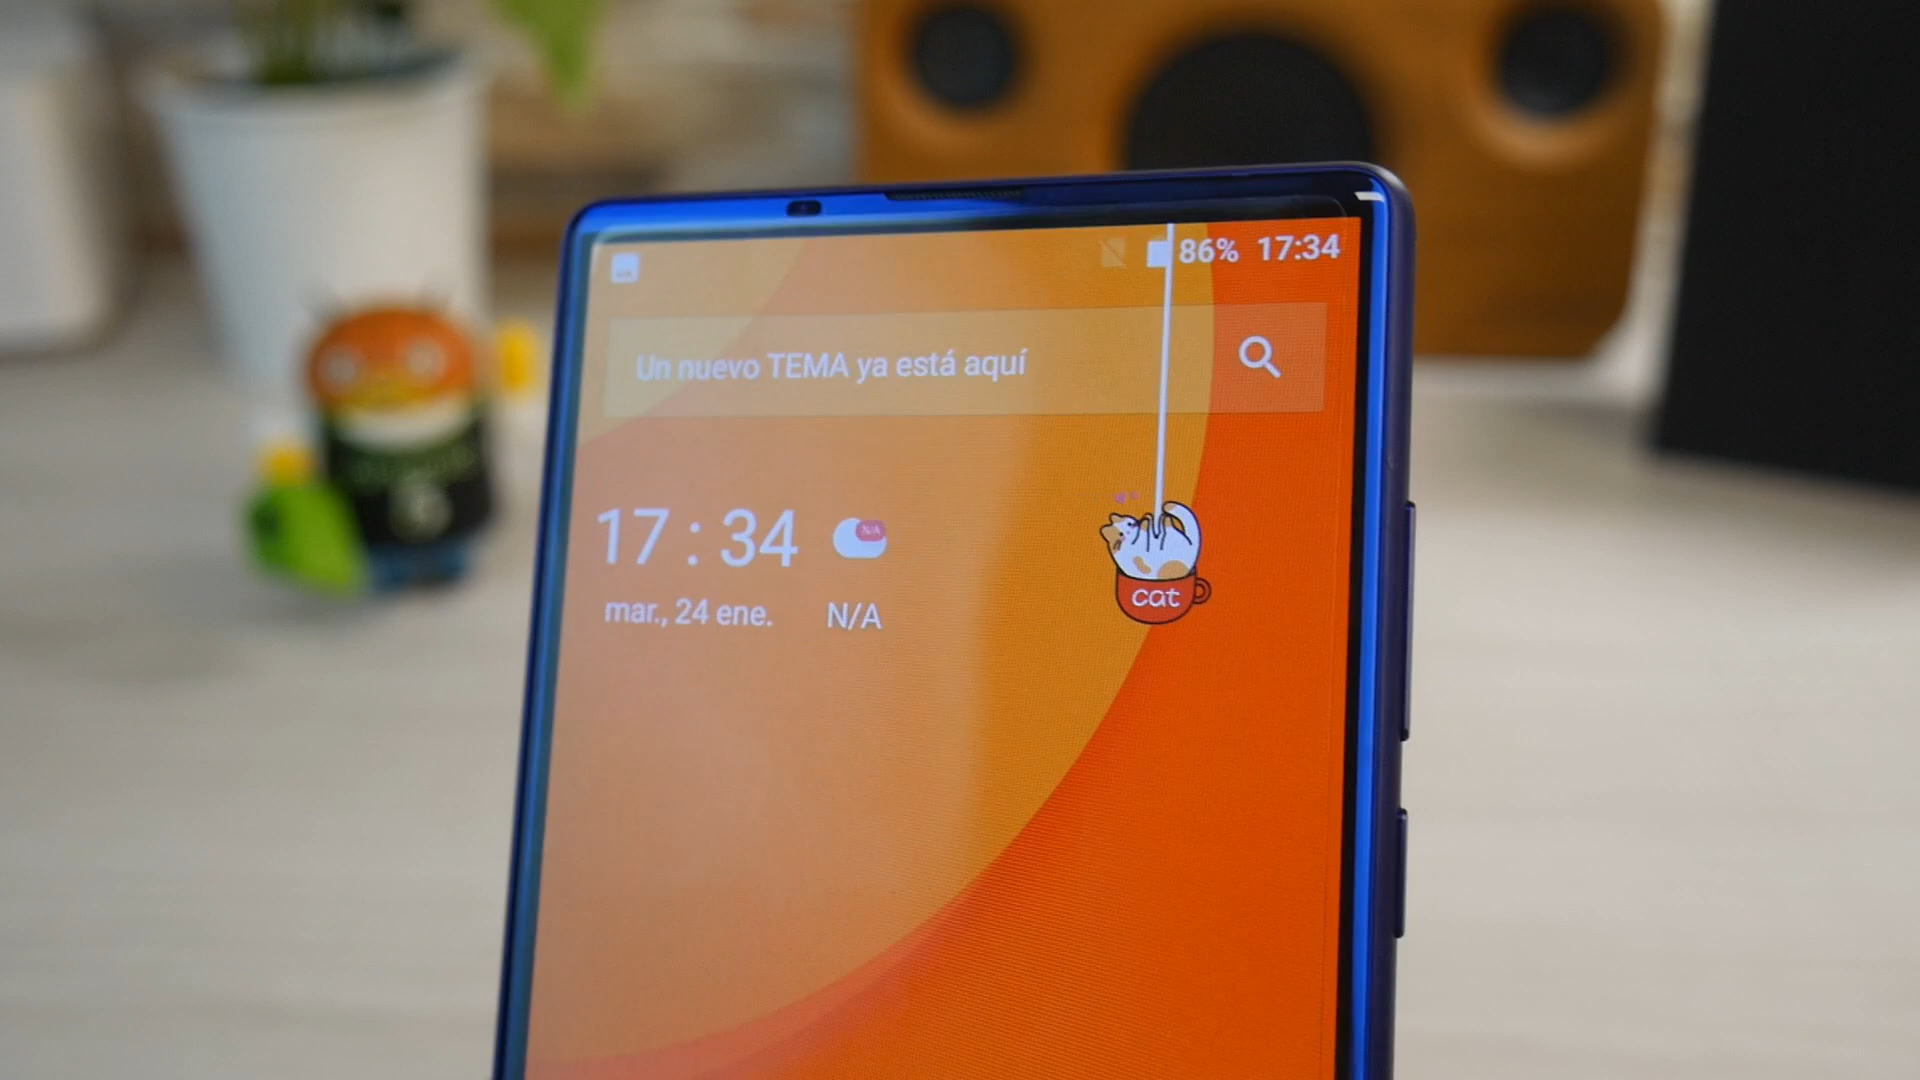 86% 17:34
Un nuevo TEMA ya está aquí
17:34
N/A
mar., 24 ene.
N/A
cat